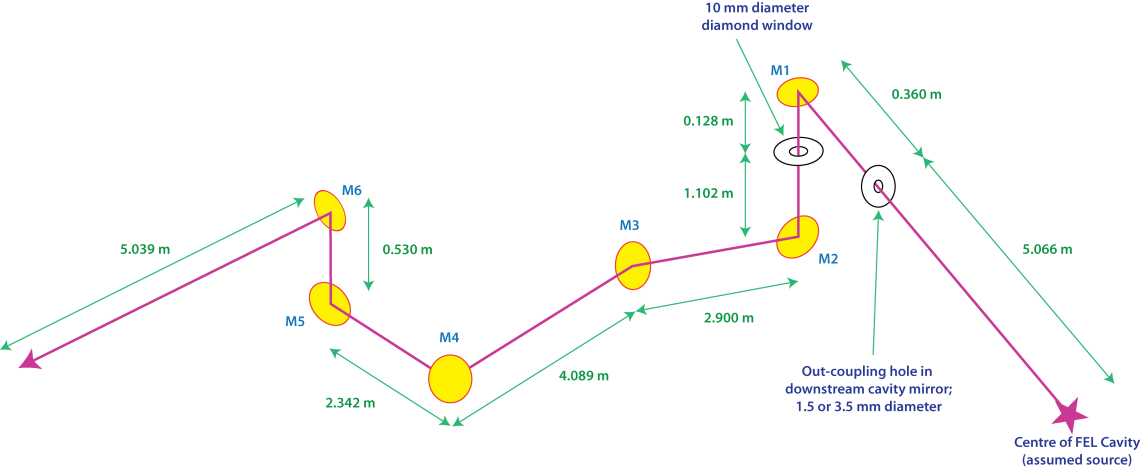 10 mm diameter
diamond window
M1
0.360 m
0.128 m
1.102 m
M6
M3
5.039 m
0.530 m
M2
5.066 m
M5
2.900 m
M4
4.089 m
Out-coupling hole in
downstream cavity mirror;
1.5 or 3.5 mm diameter
2.342 m
Centre of FEL Cavity
(assumed source)